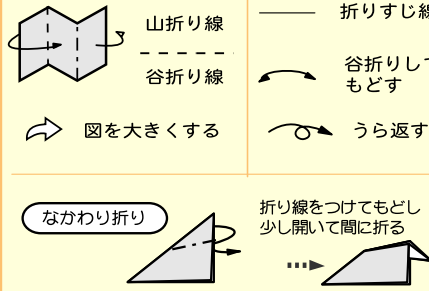 山折り線
谷折り線
図を大きくする
折りすじ線
谷折りして
もどす
うら返す
なかわり折り
折り線をつけてもどし
少し開いて間に折る